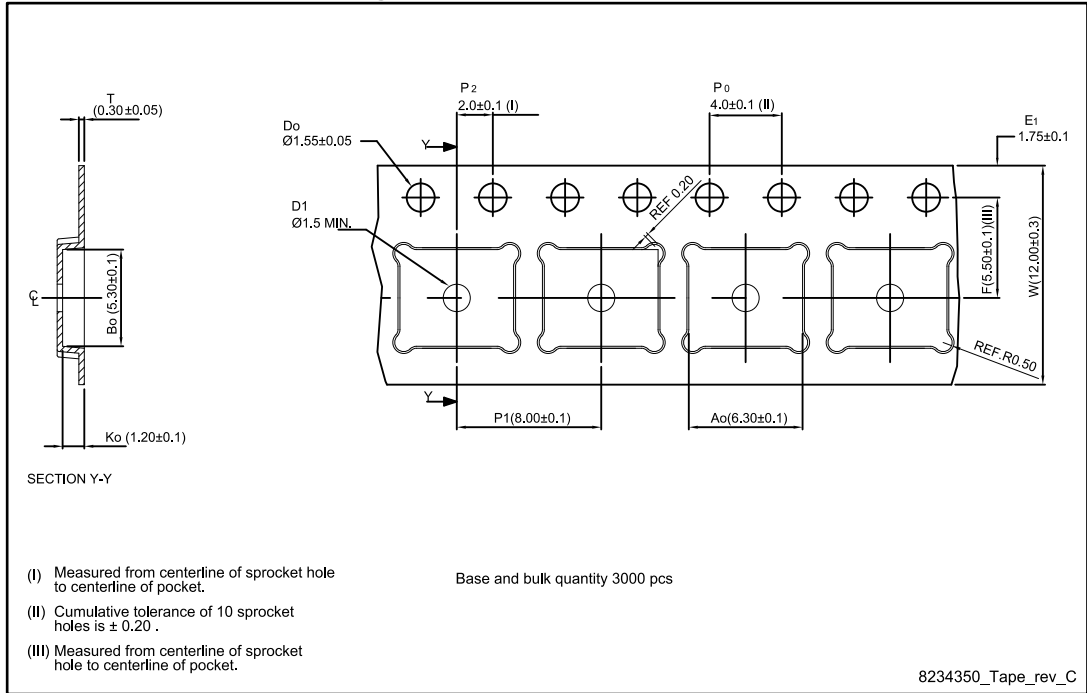 T
(0.30±0.05)
P2
2.0±0.1 (I)
P0
4.0±0.1 (II)
E1
1.75±0.1
Do
Ø1.55±0.05
Y
D1
Ø1.5 MIN.
REF 0.20
F(5.50±0.1)(III)
W(12.00±0.3)
Bo (5.30±0.1)
℄
REF.R0.50
Y
P1(8.00±0.1)
Ao(6.30±0.1)
Ko (1.20±0.1)
SECTION Y-Y
(I) Measured from centerline of sprocket hole
to centerline of pocket.
Base and bulk quantity 3000 pcs
(II) Cumulative tolerance of 10 sprocket
holes is ± 0.20 .
(III) Measured from centerline of sprocket
hole to centerline of pocket.
8234350_Tape_rev_C